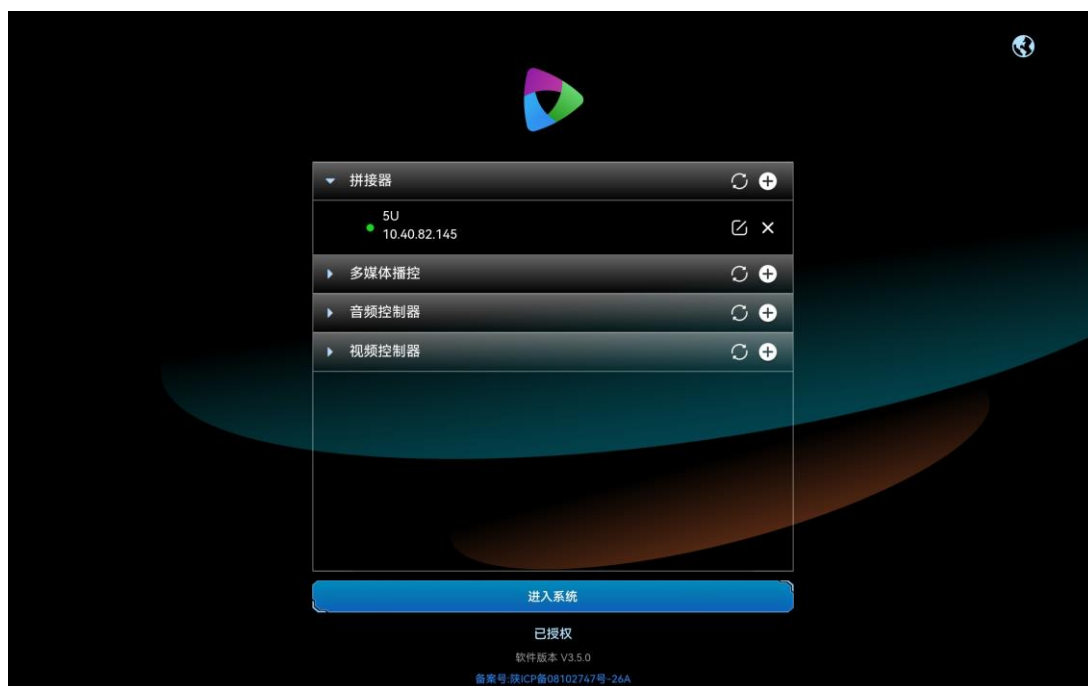 拼接器
5U
10.40.82.145
多媒体播控
音频控制器
视频控制器
进入系统
已授权
软件版本 V3.5.0
备案号:陕ICP备08102747号-26A